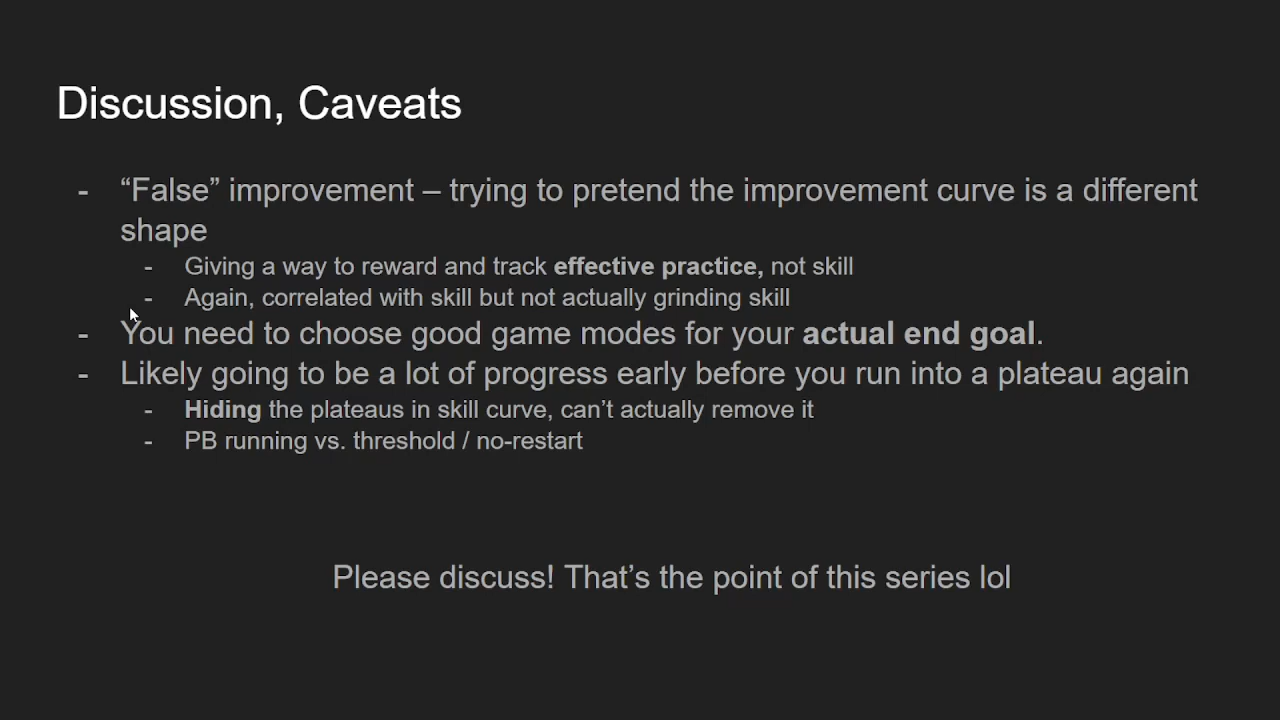 Discussion, Caveats
- “False” improvement – trying to pretend the improvement curve is a different
shape
- Giving a way to reward and track effective practice, not skill
- Again, correlated with skill but not actually grinding skill
- You need to choose good game modes for your actual end goal.
- Likely going to be a lot of progress early before you run into a plateau again
- Hiding the plateaus in skill curve, can’t actually remove it
- PB running vs. threshold / no-restart
Please discuss! That’s the point of this series lol